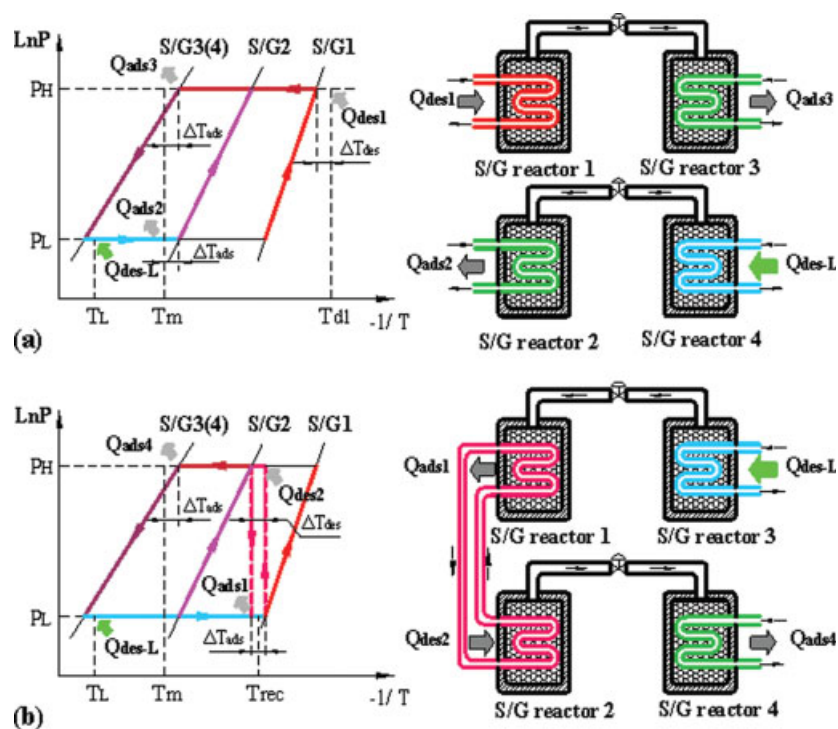 (a)
LnP
S/G3(4) S/G2 S/G1
Qads3
PH
Qdes1
ΔTads
ΔTdes
Qads2
PL
ΔTads
Qdes-L
TL Tm Td1 -1/ T
Qdes1
Qads3
S/G reactor 1
S/G reactor 3
Qads2
Qdes-L
S/G reactor 2
S/G reactor 4
(b)
LnP
S/G3(4) S/G2 S/G1
Qads4
PH
Qdes2
ΔTads
ΔTdes
Qads1
PL
Qdes-L
ΔTads
TL Tm Trec -1/ T
Qads1
Qdes-L
S/G reactor 1
S/G reactor 3
Qdes2
Qads4
S/G reactor 2
S/G reactor 4